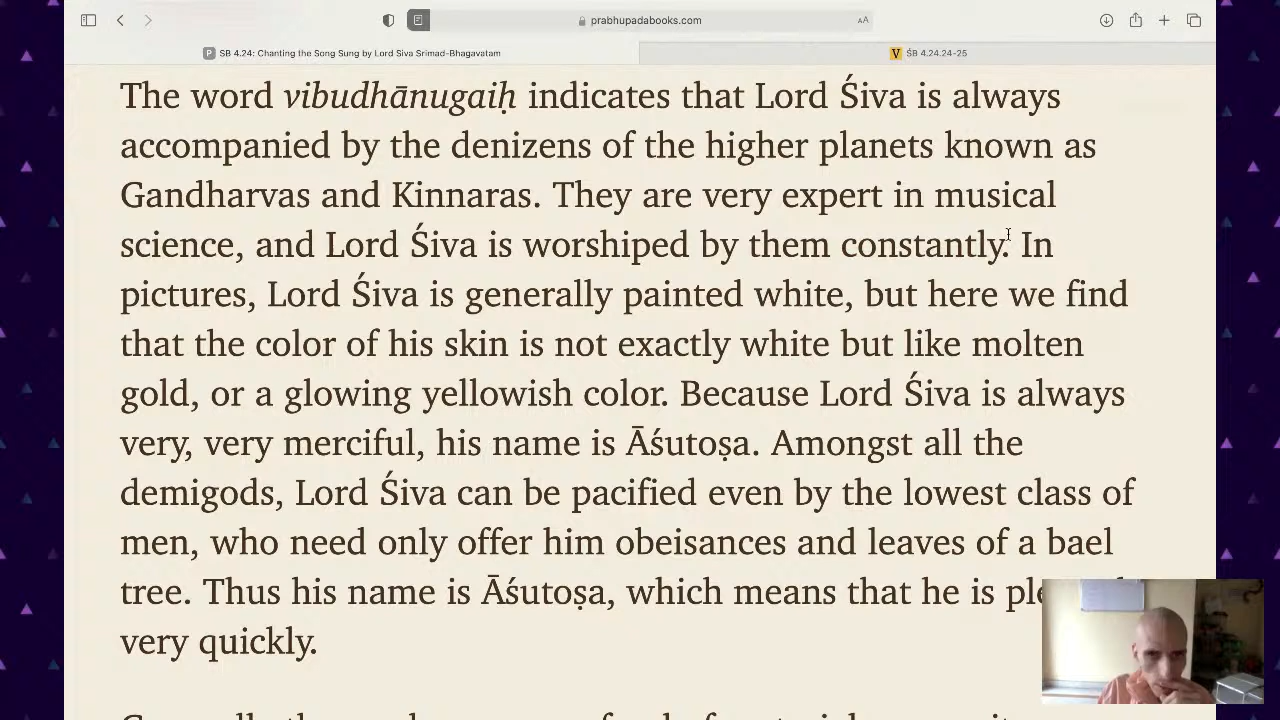 prabhupadabooks.com
P SB 4.24: Chanting the Song Sung by Lord Siva Srimad-Bhagavatam
V ŚB 4.24.24-25
The word vibudhānugaiḥ indicates that Lord Śiva is always
accompanied by the denizens of the higher planets known as
Gandharvas and Kinnaras. They are very expert in musical
science, and Lord Śiva is worshiped by them constantly. In
pictures, Lord Śiva is generally painted white, but here we find
that the color of his skin is not exactly white but like molten
gold, or a glowing yellowish color. Because Lord Śiva is always
very, very merciful, his name is Āśutoṣa. Amongst all the
demigods, Lord Śiva can be pacified even by the lowest class of
men, who need only offer him obeisances and leaves of a bael
tree. Thus his name is Āśutoṣa, which means that he is
very quickly.